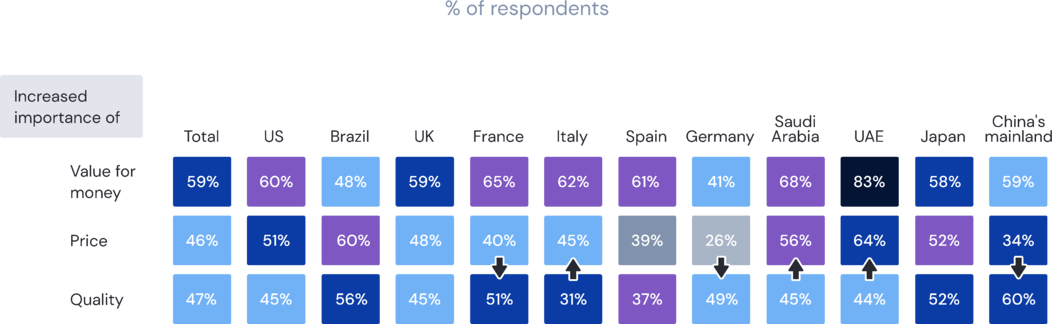 % of respondents
Increased
importance of
Total US Brazil UK France Italy Spain Germany Saudi
Arabia UAE Japan China's
mainland
Value for
money 59% 60% 48% 59% 65% 62% 61% 41% 68% 83% 58% 59%
Price 46% 51% 60% 48% 40% 45% 39% 26% 56% 64% 52% 34%
Quality 47% 45% 56% 45% 51% 31% 37% 49% 45% 44% 52% 60%